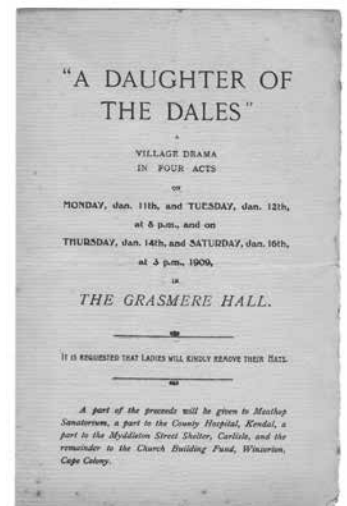 "A DAUGHTER OF
THE DALES"
A
VILLAGE DRAMA
IN FOUR ACTS
ON
MONDAY, Jan. 11th, and TUESDAY, Jan. 12th,
at 8 p.m., and on
THURSDAY, Jan. 14th, and SATURDAY, Jan. 16th,
at 3 p.m., 1909,
IN
THE GRASMERE HALL.
IT IS REQUESTED THAT LADIES WILL KINDLY REMOVE THEIR HATS.
A part of the proceeds will be given to Meathop
Sanatorium, a part to the County Hospital, Kendal, a
part to the Myddleton Street Shelter, Carlisle, and the
remainder to the Church Building Fund, Winserton,
Cape Colony.